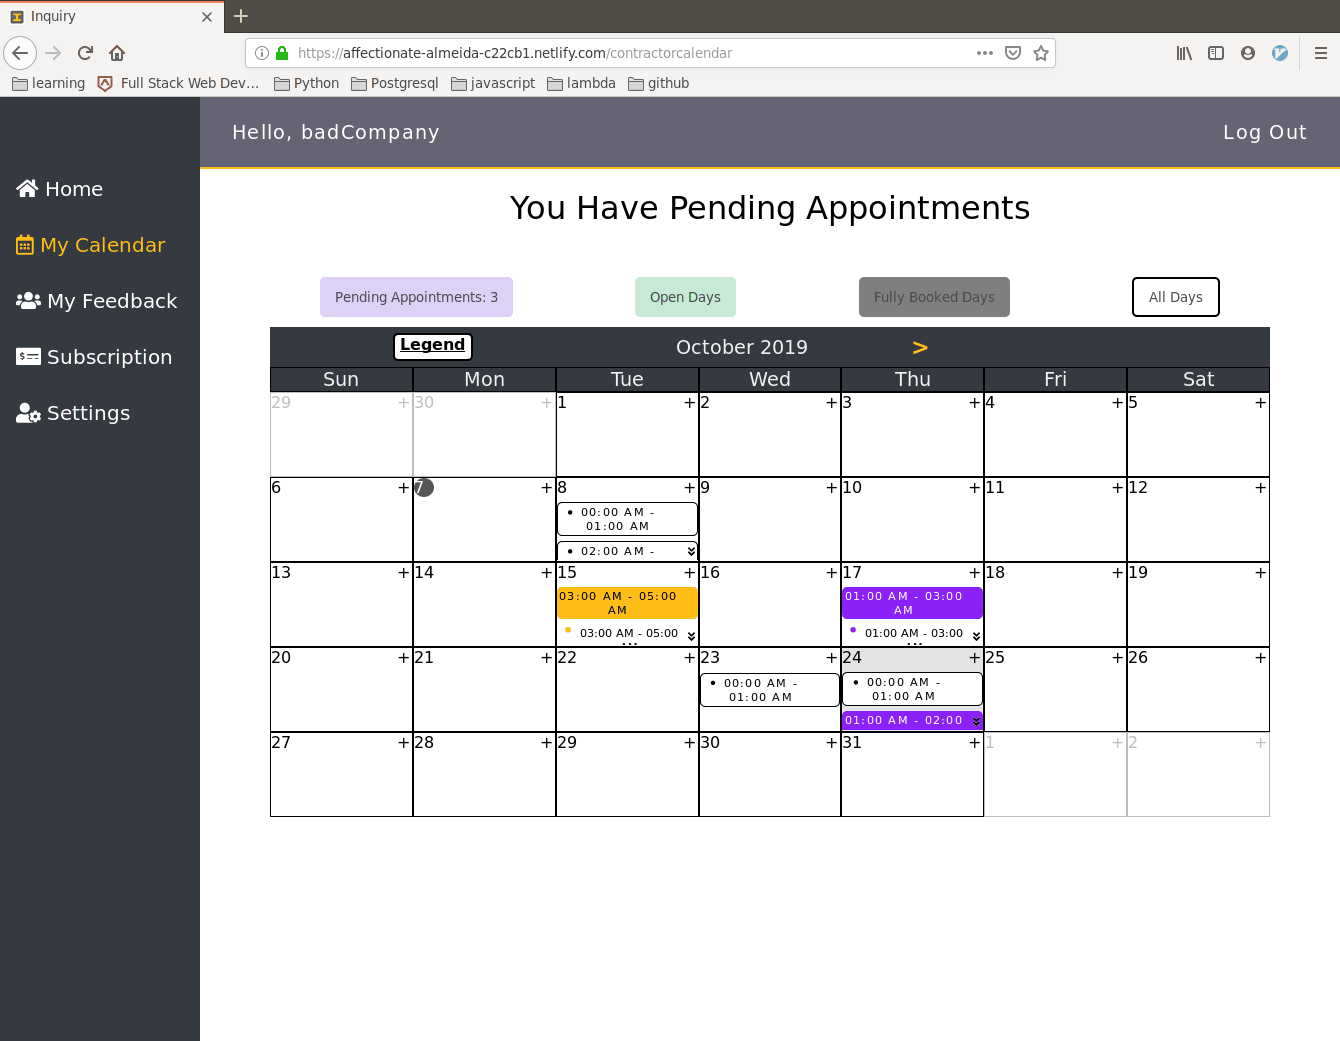 Inquiry
https://affectionate-almeida-c22cb1.netlify.com/contractorcalendar
learning Full Stack Web Dev… Python Postgresql javascript lambda github
Hello, badCompany Log Out
Home
My Calendar
My Feedback
Subscription
Settings
You Have Pending Appointments
Pending Appointments: 3 Open Days Fully Booked Days All Days
Legend October 2019 >
Sun Mon Tue Wed Thu Fri Sat
29 + 30 + 1 + 2 + 3 + 4 + 5 +
6 + 7 + 8 + 9 + 10 + 11 + 12 +
• 00:00 AM -
01:00 AM
• 02:00 AM -
13 + 14 + 15 + 16 + 17 + 18 + 19 +
03:00 AM - 05:00 01:00 AM - 03:00
AM AM
• 03:00 AM - 05:00 • 01:00 AM - 03:00
20 + 21 + 22 + 23 + 24 + 25 + 26 +
• 00:00 AM - • 00:00 AM -
01:00 AM 01:00 AM
01:00 AM - 02:00
27 + 28 + 29 + 30 + 31 + 1 + 2 +